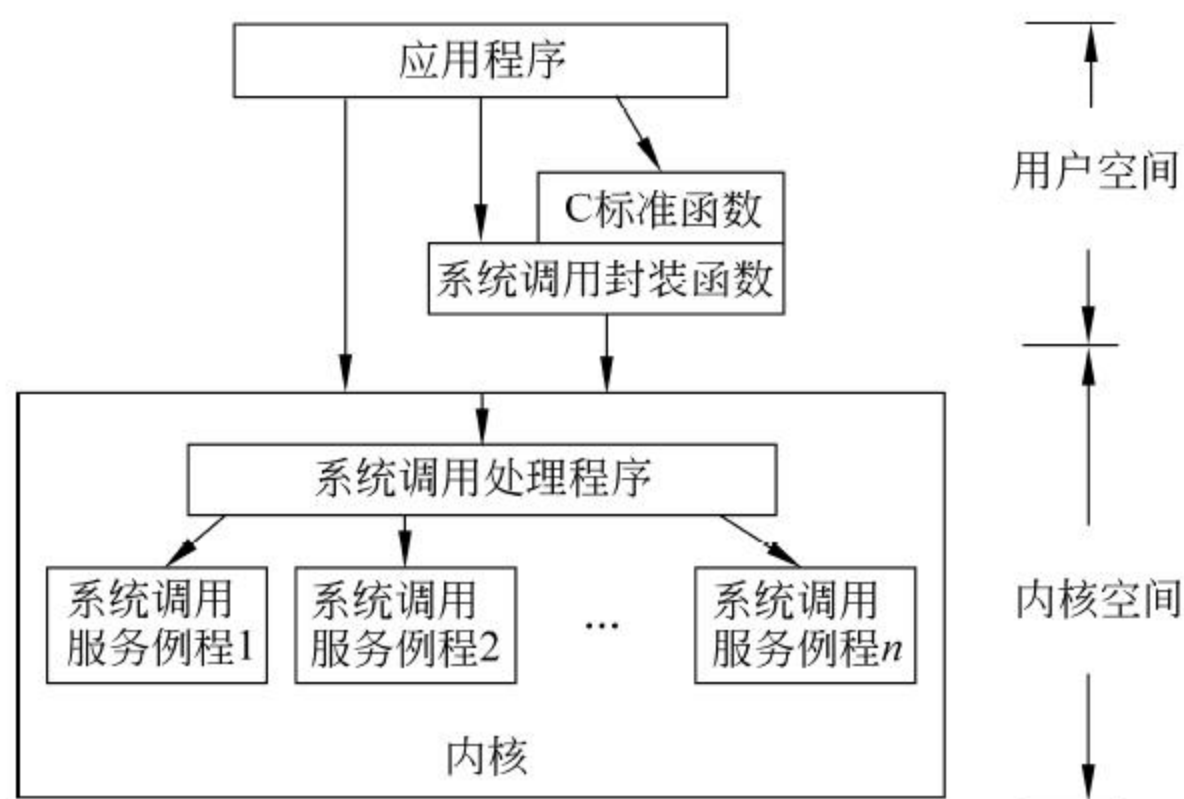 应用程序
C标准函数
系统调用封装函数
用户空间
系统调用处理程序
系统调用
服务例程1
系统调用
服务例程2
...
系统调用
服务例程n
内核空间
内核